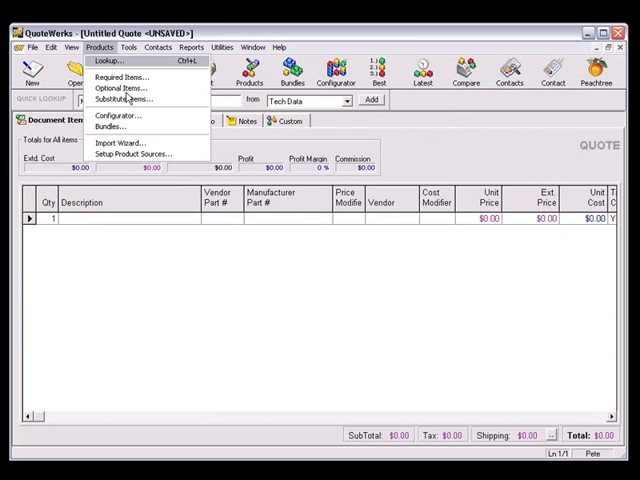 QuoteWerks - [Untitled Quote <UNSAVED>]
File Edit View Products Tools Contacts Reports Utilities Window Help
Lookup... Ctrl+L
Required Items...
Optional Items...
Substitute Items...
Configurator...
Bundles...
Import Wizard...
Setup Product Sources...
New Open Products Bundles Configurator Best Latest Compare Contacts Peachtree
QUICK LOOKUP from Tech Data Add
Document Item Notes Custom
QUOTE
Totals for All items
Extd. Cost Profit Profit Margin Commission
$0.00 $0.00 $0.00 $0.00 0 % $0.00
Qty Description Vendor Part # Manufacturer Part # Price Modifie Vendor Cost Modifier Unit Price Ext. Price Unit Cost
1 $0.00 $0.00 $0.00 Y
SubTotal: $0.00 Tax: $0.00 Shipping: $0.00 ... Total: $0.00
Ln 1/1 Pete